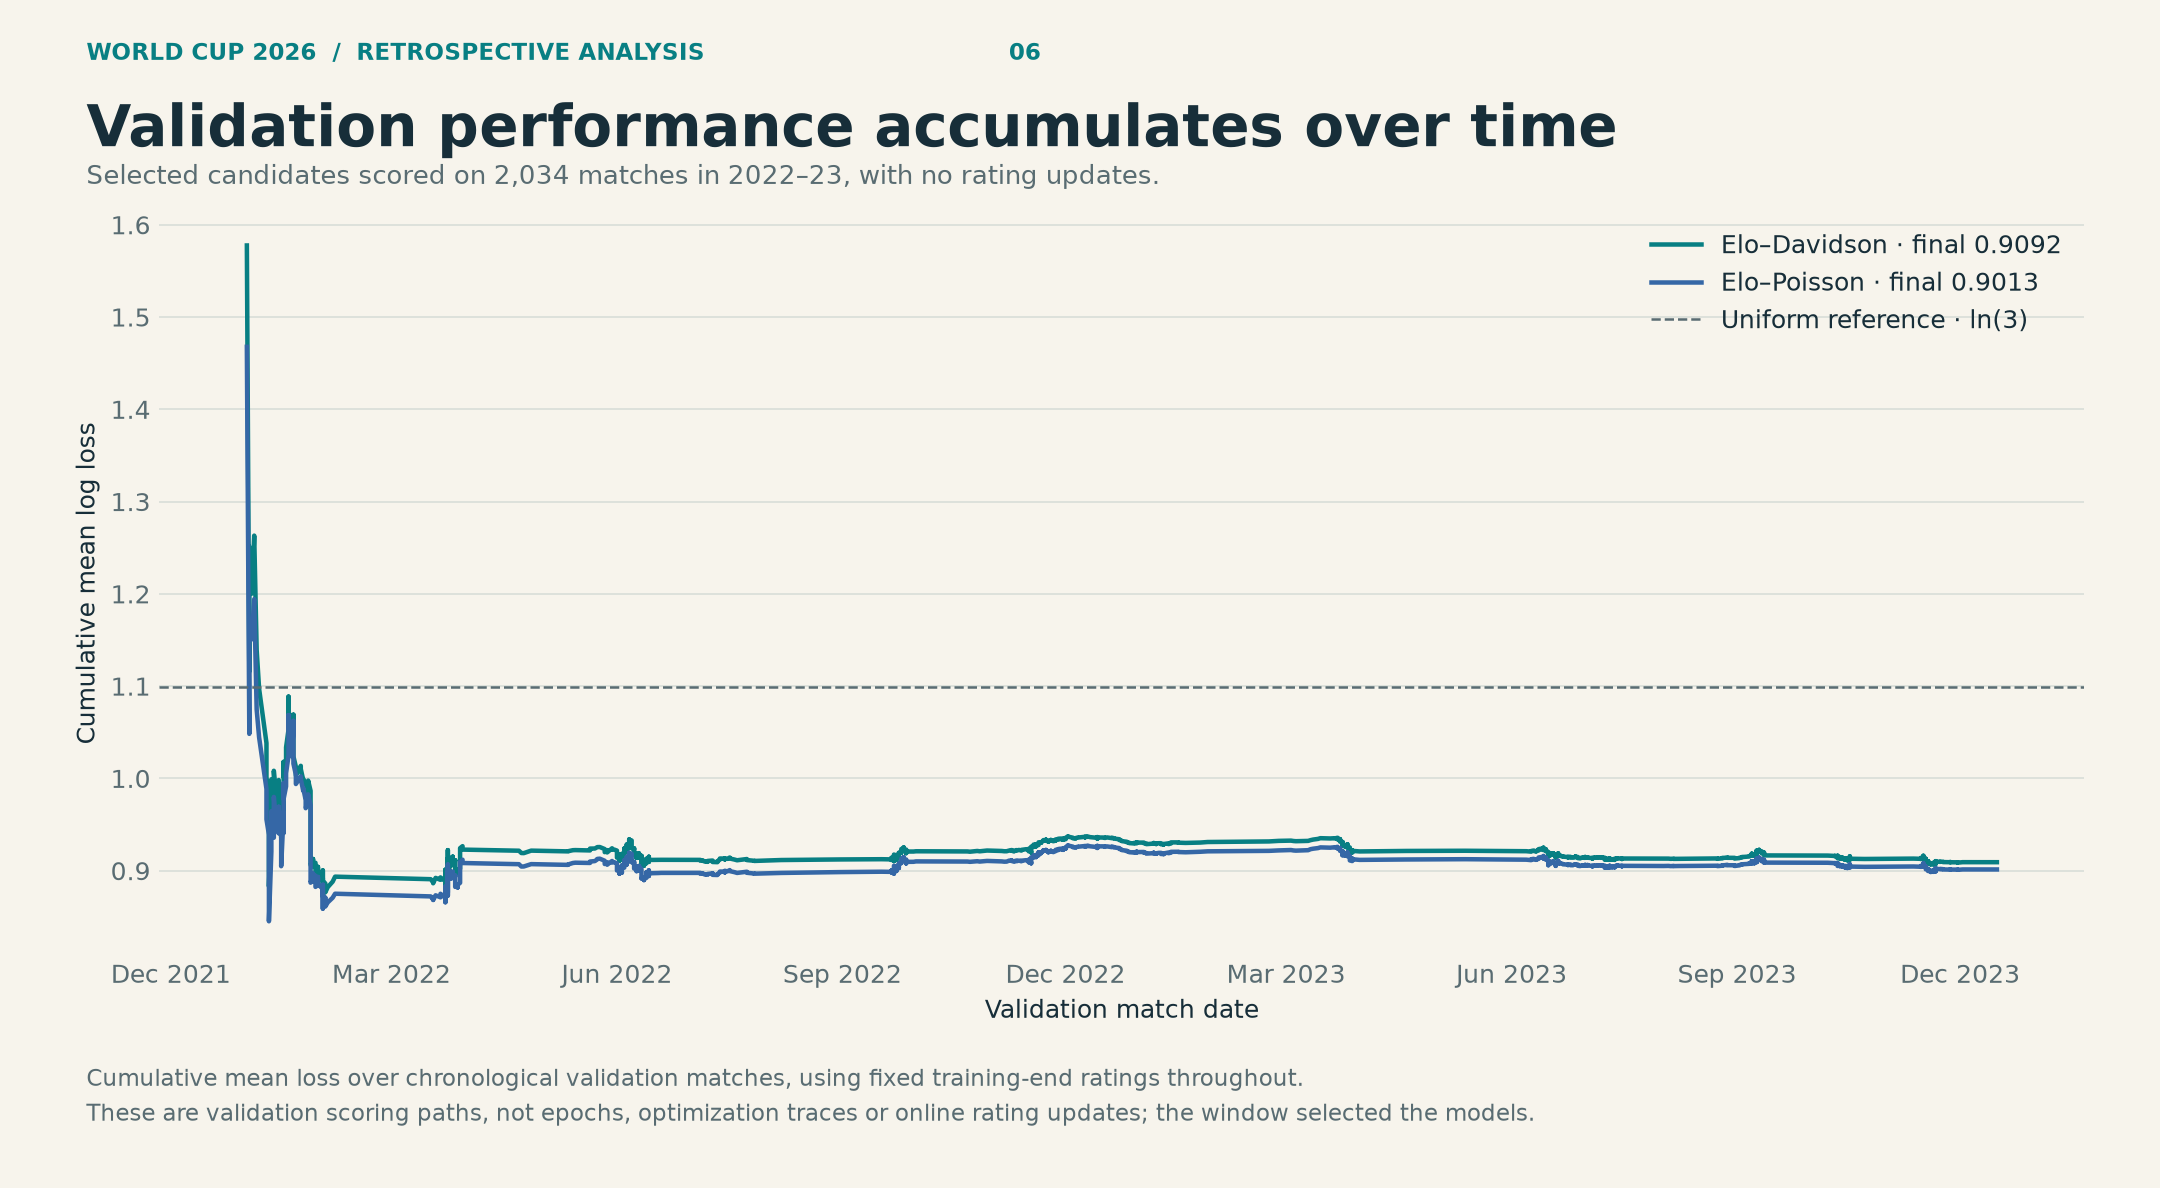 WORLD CUP 2026 / RETROSPECTIVE ANALYSIS
06
Validation performance accumulates over time
Selected candidates scored on 2,034 matches in 2022–23, with no rating updates.
Elo–Davidson · final 0.9092
Elo–Poisson · final 0.9013
Uniform reference · ln(3)
Cumulative mean log loss
1.6
1.5
1.4
1.3
1.2
1.1
1.0
0.9
Dec 2021
Mar 2022
Jun 2022
Sep 2022
Dec 2022
Mar 2023
Jun 2023
Sep 2023
Dec 2023
Validation match date
Cumulative mean loss over chronological validation matches, using fixed training-end ratings throughout.
These are validation scoring paths, not epochs, optimization traces or online rating updates; the window selected the models.